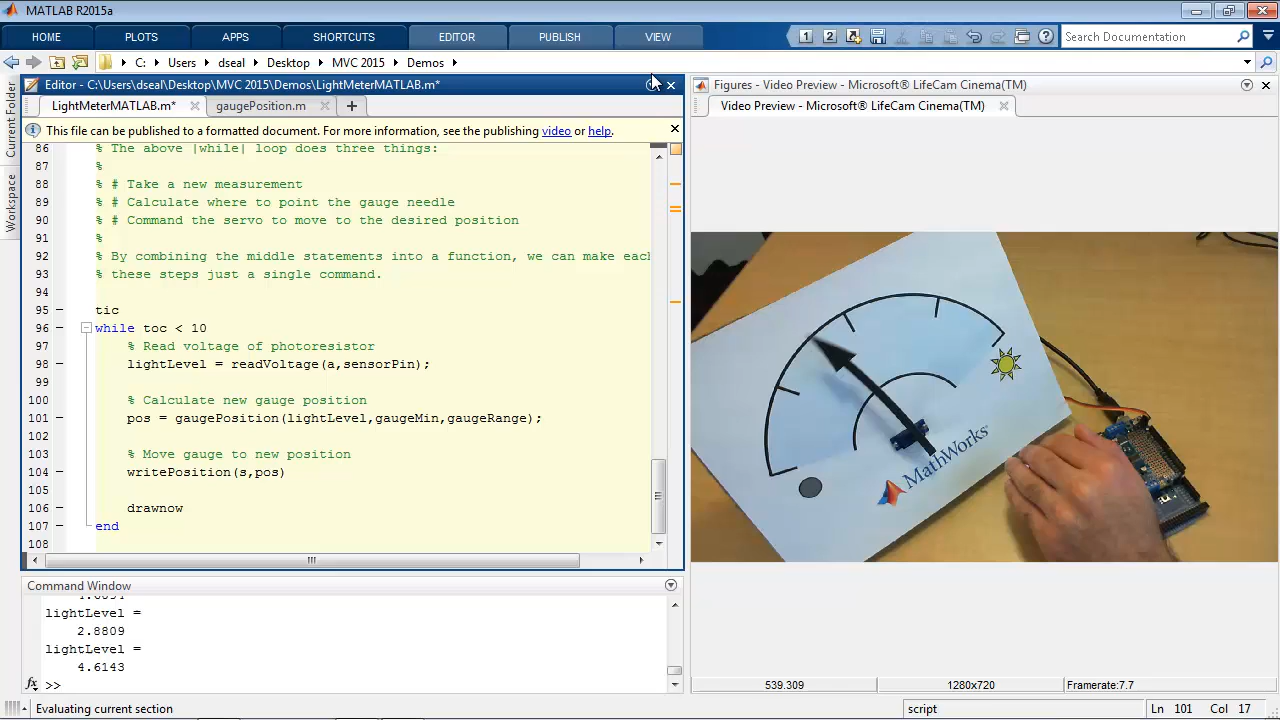 MATLAB R2015a
HOME PLOTS APPS SHORTCUTS EDITOR PUBLISH VIEW
1 2 Search Documentation
C: Users dseal Desktop MVC 2015 Demos
Current Folder
Workspace
Editor - C:\Users\dseal\Desktop\MVC 2015\Demos\LightMeterMATLAB.m*
LightMeterMATLAB.m* gaugePosition.m
This file can be published to a formatted document. For more information, see the publishing video or help.
86 % The above |while| loop does three things:
87 %
88 % # Take a new measurement
89 % # Calculate where to point the gauge needle
90 % # Command the servo to move to the desired position
91 %
92 % By combining the middle statements into a function, we can make each
93 % these steps just a single command.
94
95 tic
96 while toc < 10
97 % Read voltage of photoresistor
98 lightLevel = readVoltage(a,sensorPin);
99
100 % Calculate new gauge position
101 pos = gaugePosition(lightLevel,gaugeMin,gaugeRange);
102
103 % Move gauge to new position
104 writePosition(s,pos)
105
106 drawnow
107 end
108
Command Window
lightLevel =
2.8809
lightLevel =
4.6143
fx >>
Figures - Video Preview - Microsoft® LifeCam Cinema(TM)
Video Preview - Microsoft® LifeCam Cinema(TM)
MathWorks®
539.309 1280x720 Framerate:7.7
Evaluating current section script Ln 101 Col 17